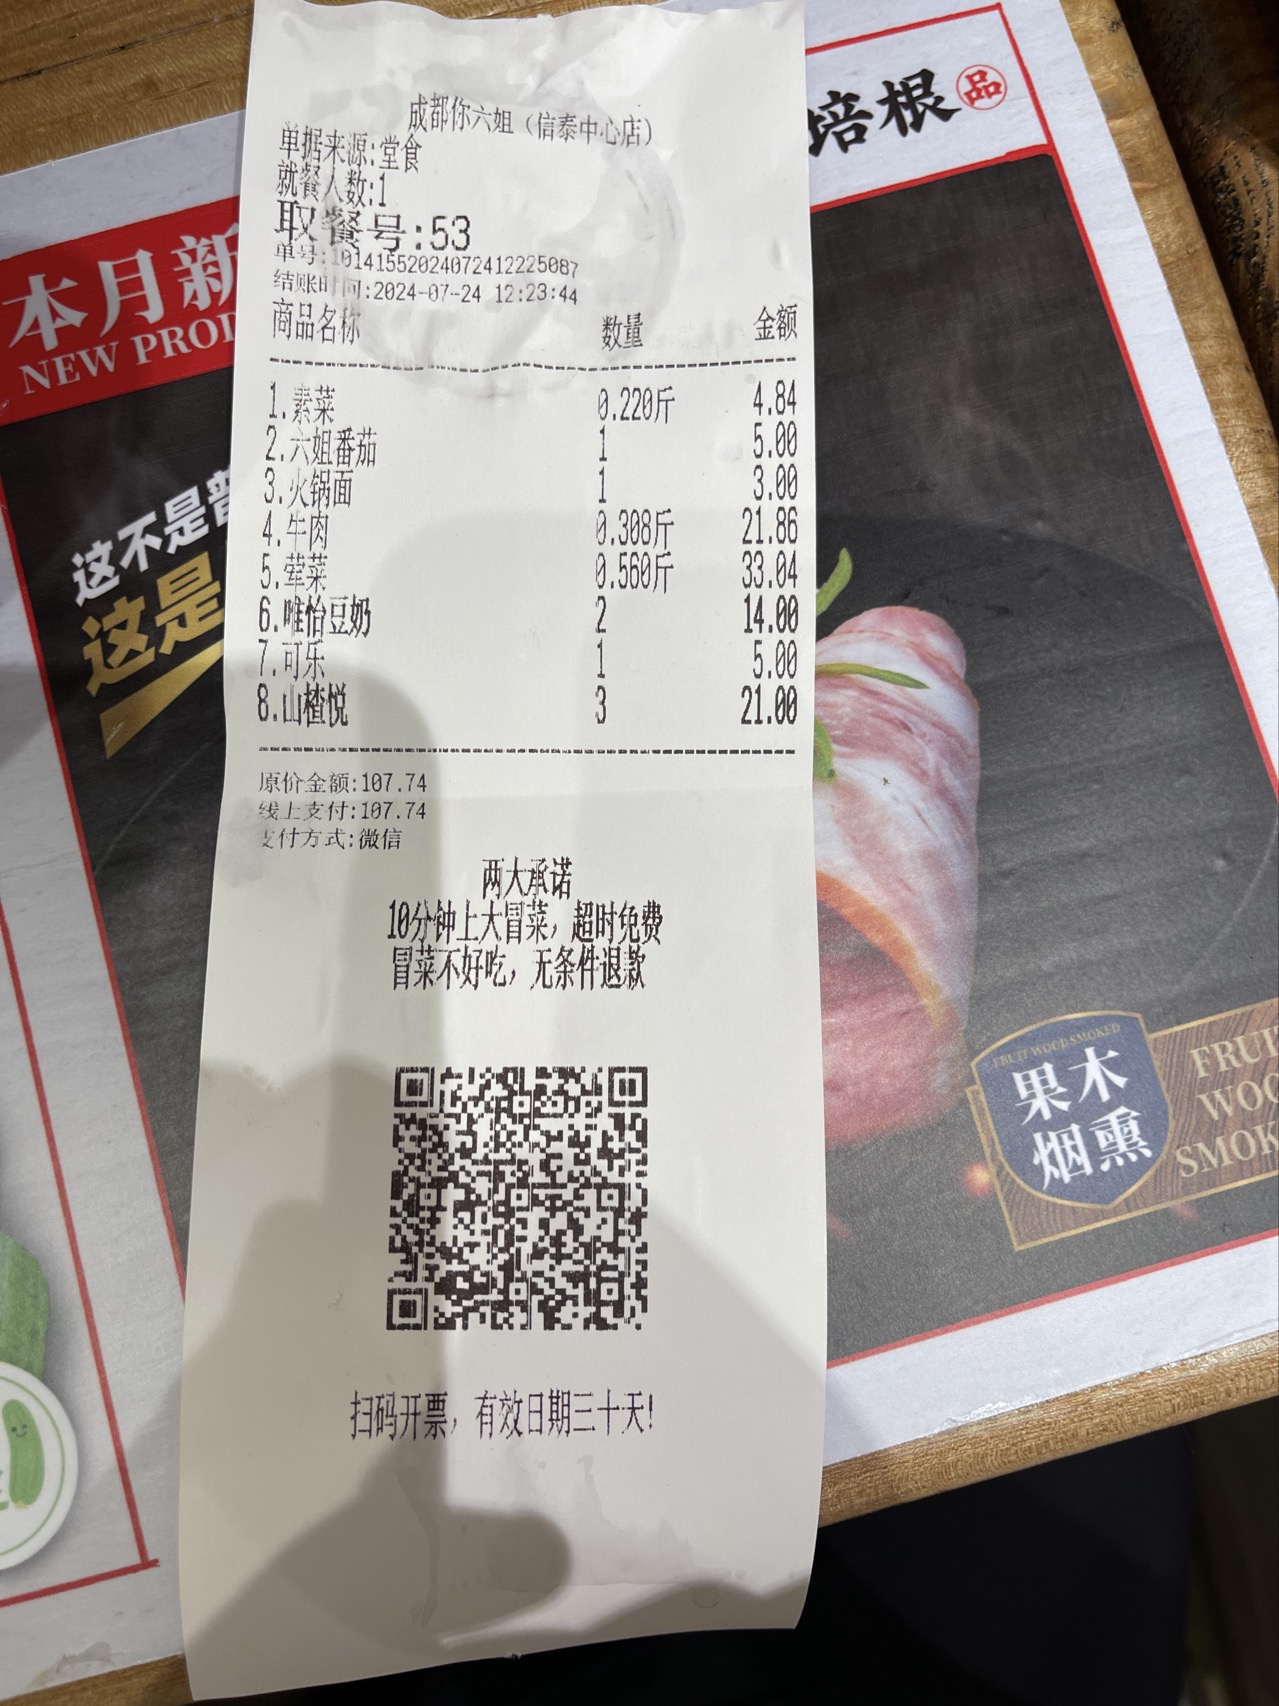 成都你六姐（信泰中心店）
单据来源:堂食
就餐人数:1
取餐号:53
单号:10141552024072412225087
结账时间:2024-07-24 12:23:44
商品名称 数量 金额
1.素菜 0.220斤 4.84
2.六姐番茄 1 5.00
3.火锅面 1 3.00
4.牛肉 0.308斤 21.86
5.荤菜 0.560斤 33.04
6.唯怡豆奶 2 14.00
7.可乐 1 5.00
8.山楂悦 3 21.00
原价金额:107.74
线上支付:107.74
支付方式:微信
两大承诺
10分钟上大冒菜，超时免费
冒菜不好吃，无条件退款
扫码开票，有效日期三十天!
培根
品
本月新
NEW PROD
这不是普
这是
FRUIT WOOD SMOKED
果木
烟熏
FRUI
WOO
SMOK